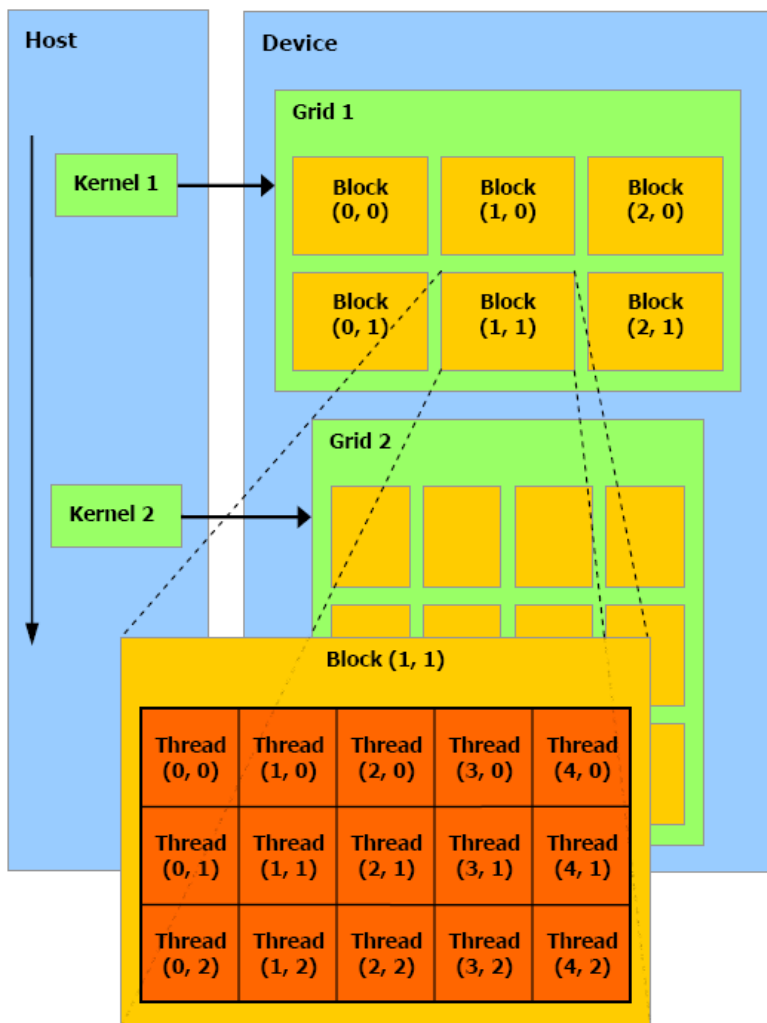 Host
Device
Grid 1
Kernel 1
Block
(0, 0)
Block
(1, 0)
Block
(2, 0)
Block
(0, 1)
Block
(1, 1)
Block
(2, 1)
Grid 2
Kernel 2
Block (1, 1)
Thread
(0, 0)
Thread
(1, 0)
Thread
(2, 0)
Thread
(3, 0)
Thread
(4, 0)
Thread
(0, 1)
Thread
(1, 1)
Thread
(2, 1)
Thread
(3, 1)
Thread
(4, 1)
Thread
(0, 2)
Thread
(1, 2)
Thread
(2, 2)
Thread
(3, 2)
Thread
(4, 2)